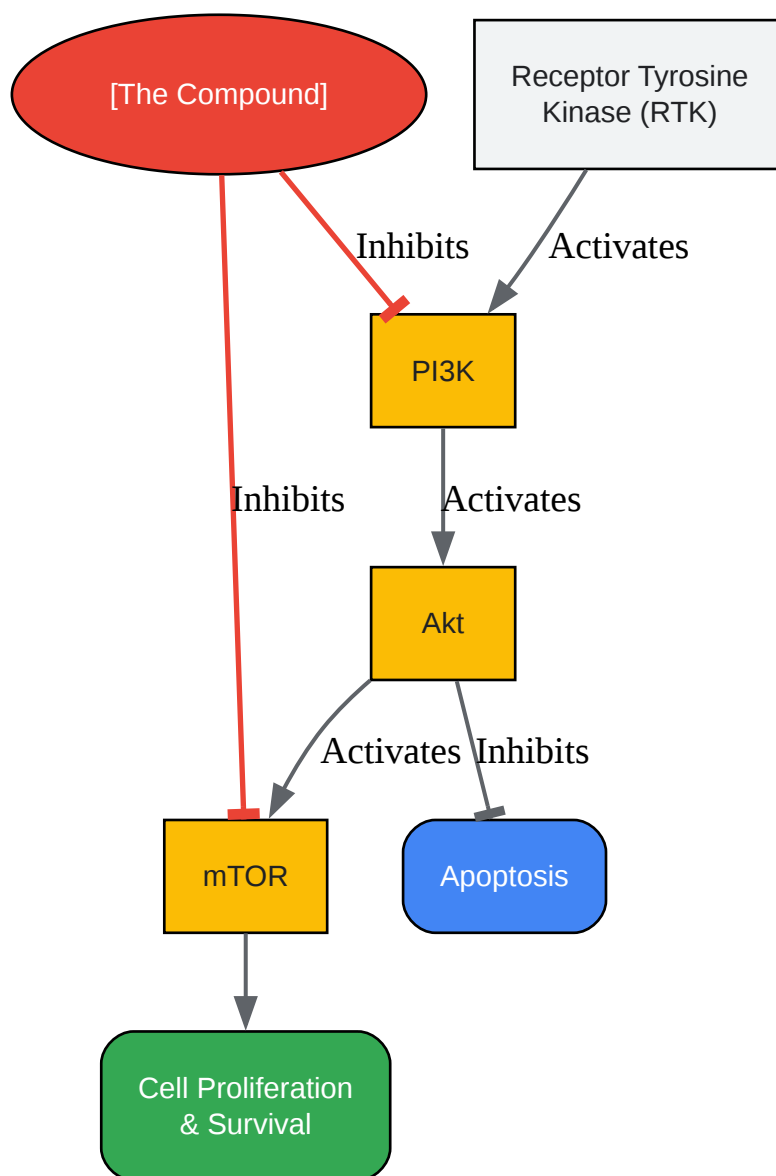 [The Compound]
Receptor Tyrosine
Kinase (RTK)
Inhibits
Activates
PI3K
Inhibits
Activates
Akt
Activates
Inhibits
mTOR
Apoptosis
Cell Proliferation
& Survival